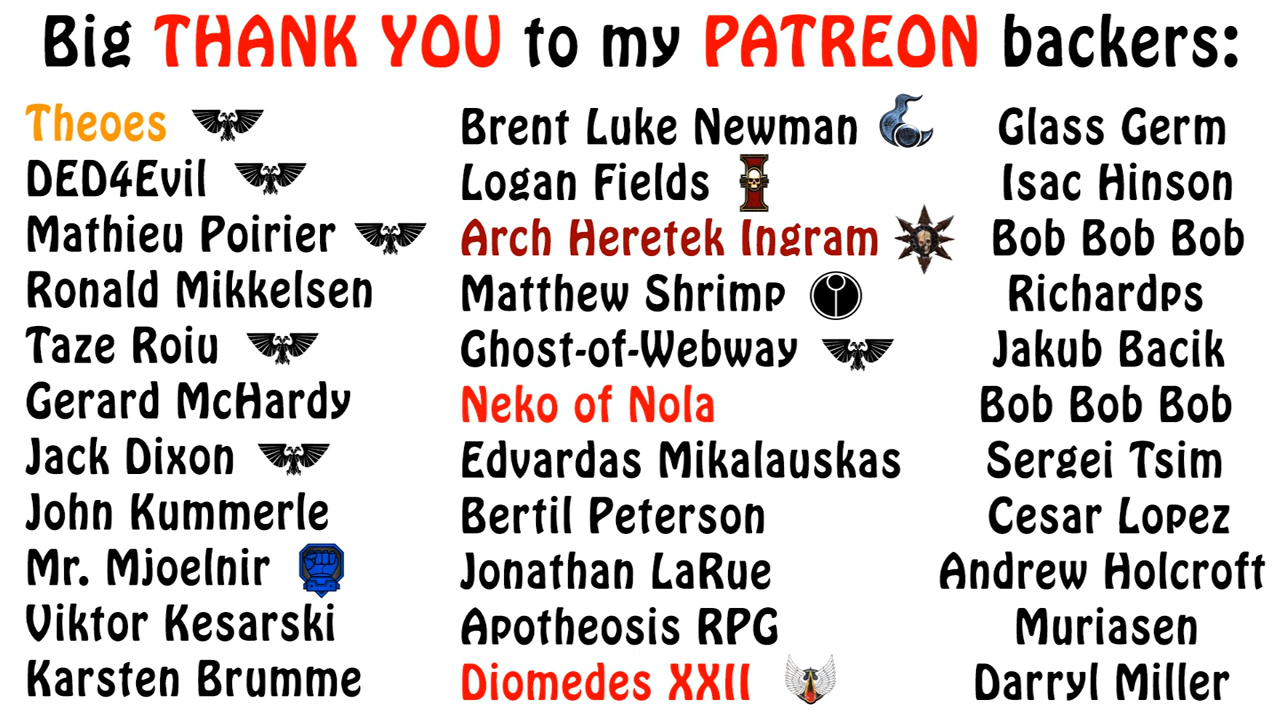 Big THANK YOU to my PATREON backers:
Theoes
DED4Evil
Mathieu Poirier
Ronald Mikkelsen
Taze Roiu
Gerard McHardy
Jack Dixon
John Kummerle
Mr. Mjoelnir
Viktor Kesarski
Karsten Brumme
Brent Luke Newman
Logan Fields
Arch Heretek Ingram
Matthew Shrimp
Ghost-of-Webway
Neko of Nola
Edvardas Mikalauskas
Bertil Peterson
Jonathan LaRue
Apotheosis RPG
Diomedes XXII
Glass Germ
Isac Hinson
Bob Bob Bob
Richardps
Jakub Bacik
Bob Bob Bob
Sergei Tsim
Cesar Lopez
Andrew Holcroft
Muriasen
Darryl Miller